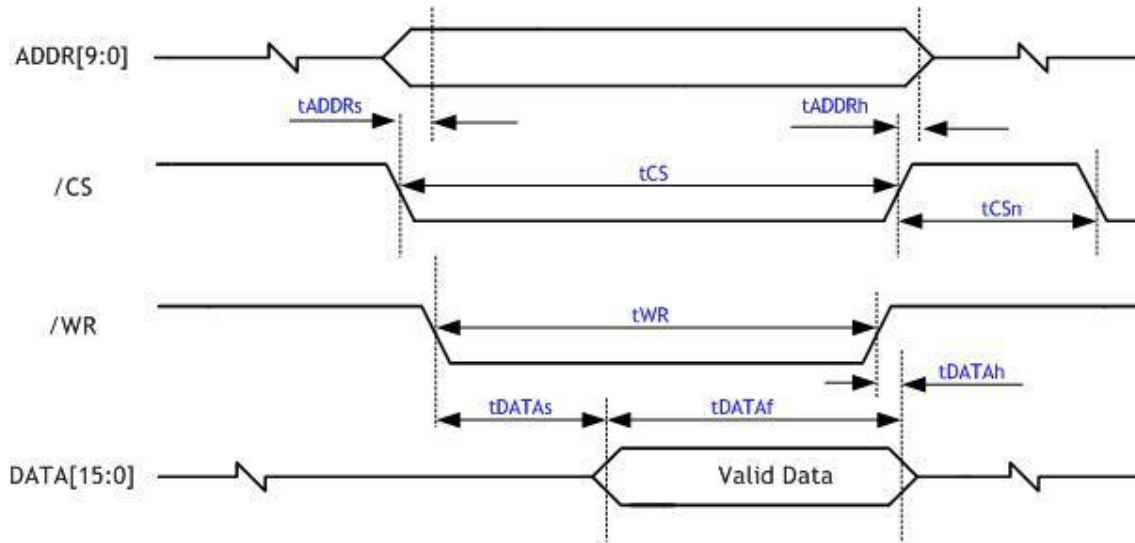 ADDR[9:0]
tADDRs
tADDRh
/CS
tCS
tCSn
/WR
tWR
tDATAh
tDATAs
tDATAf
DATA[15:0]
Valid Data